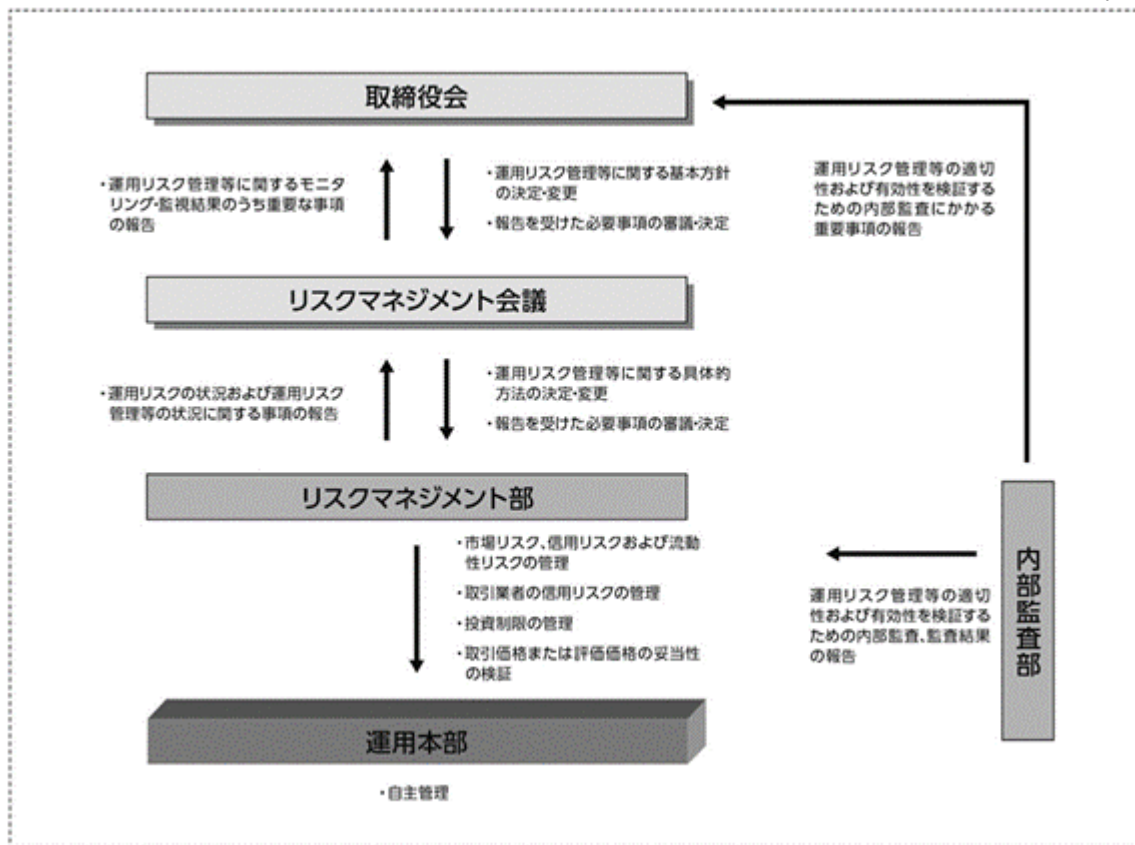 取締役会
・運用リスク管理等に関するモニタ
リング・監視結果のうち重要な事項
の報告
・運用リスク管理等に関する基本方針
の決定・変更
・報告を受けた必要事項の審議・決定
運用リスク管理等の適切
性および有効性を検証する
ための内部監査にかかる
重要事項の報告
リスクマネジメント会議
・運用リスクの状況および運用リスク
管理等の状況に関する事項の報告
・運用リスク管理等に関する具体的
方法の決定・変更
・報告を受けた必要事項の審議・決定
リスクマネジメント部
・市場リスク、信用リスクおよび流動
性リスクの管理
・取引業者の信用リスクの管理
・投資制限の管理
・取引価格または評価価格の妥当性
の検証
運用リスク管理等の適切
性および有効性を検証する
ための内部監査、監査結果
の報告
内部監査部
運用本部
・自主管理